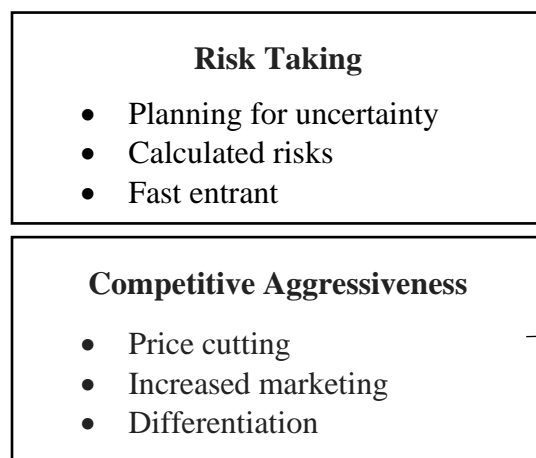 Risk Taking
• Planning for uncertainty
• Calculated risks
• Fast entrant
Competitive Aggressiveness
• Price cutting
• Increased marketing
• Differentiation